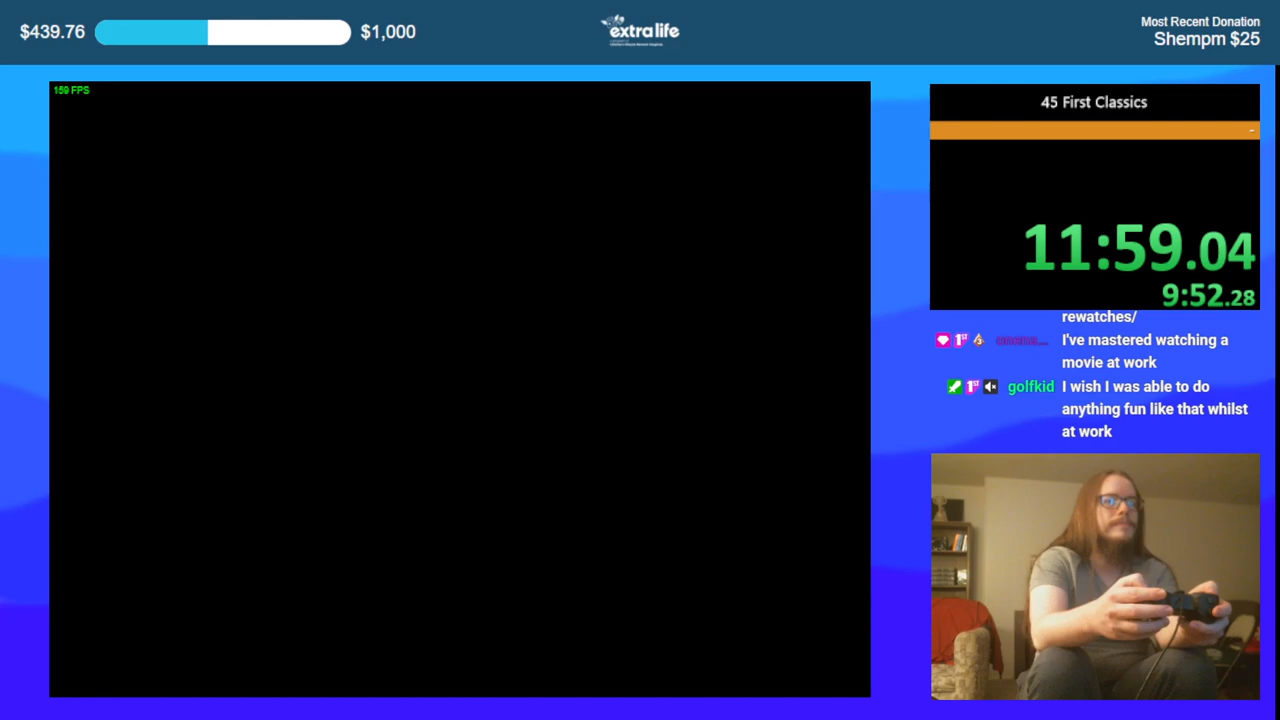 $439.76
$1,000
extralife
Most Recent Donation
Shempm $25
159 FPS
45 First Classics
-
11:59.04
9:52.28
rewatches/
I've mastered watching a
movie at work
golfkid I wish I was able to do
anything fun like that whilst
at work